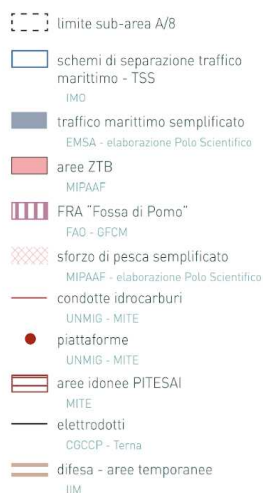 limite sub-area A/8
schemi di separazione traffico
marittimo - TSS
IMO
traffico marittimo semplificato
EMSA - elaborazione Polo Scientifico
aree ZTB
MIPAAF
FRA "Fossa di Pomo"
FAO - GFCM
sforzo di pesca semplificato
MIPAAF - elaborazione Polo Scientifico
condotte idrocarburi
UNMIG - MITE
piattaforme
UNMIG - MITE
aree idonee PITESAI
MITE
elettrodotti
CGCCP - Terna
difesa - aree temporanee
IIM